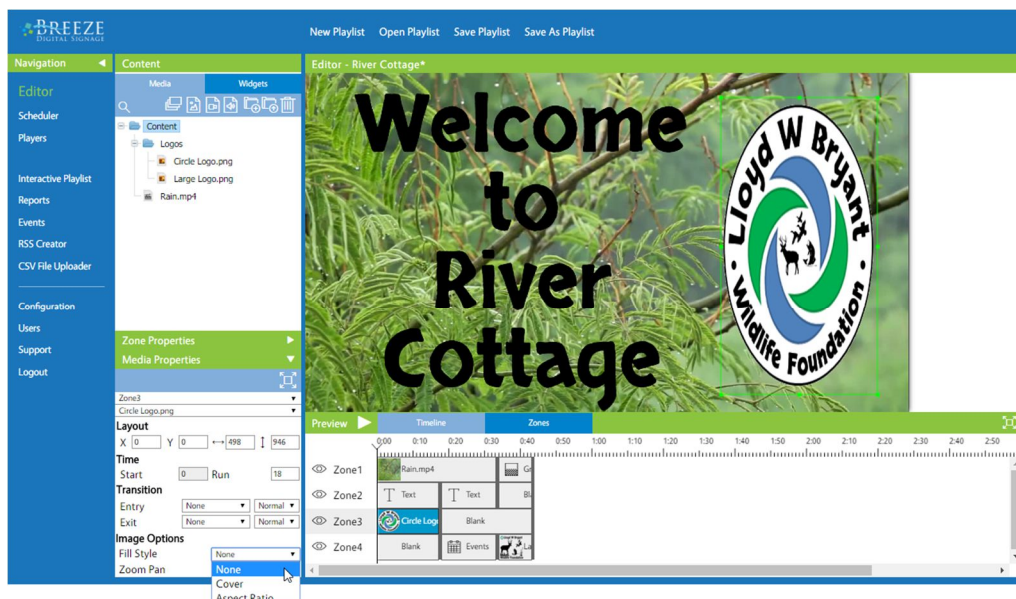 BREEZE
DIGITAL SIGNAGE
New Playlist Open Playlist Save Playlist Save As Playlist
Navigation
Editor
Scheduler
Players
Interactive Playlist
Reports
Events
RSS Creator
CSV File Uploader
Configuration
Users
Support
Logout
Content
Media Widgets
Content
Logos
Circle Logo.png
Large Logo.png
Rain.mp4
Zone Properties
Media Properties
Zone3
Circle Logo.png
Layout
X 0 Y 0 498 946
Time
Start 0 Run 18
Transition
Entry None Normal
Exit None Normal
Image Options
Fill Style None
Zoom Pan
None
Cover
Aspect Ratio
Editor - River Cottage*
Welcome
to
River
Cottage
Lloyd W Bryant
• Wildlife Foundation •
Preview Timeline Zones
0:00 0:10 0:20 0:30 0:40 0:50 1:00 1:10 1:20 1:30 1:40 1:50 2:00 2:10 2:20 2:30 2:40 2:50
Zone1 Rain.mp4 Gr
Zone2 Text Text Bl
Zone3 Circle Logo Blank
Zone4 Blank Events La